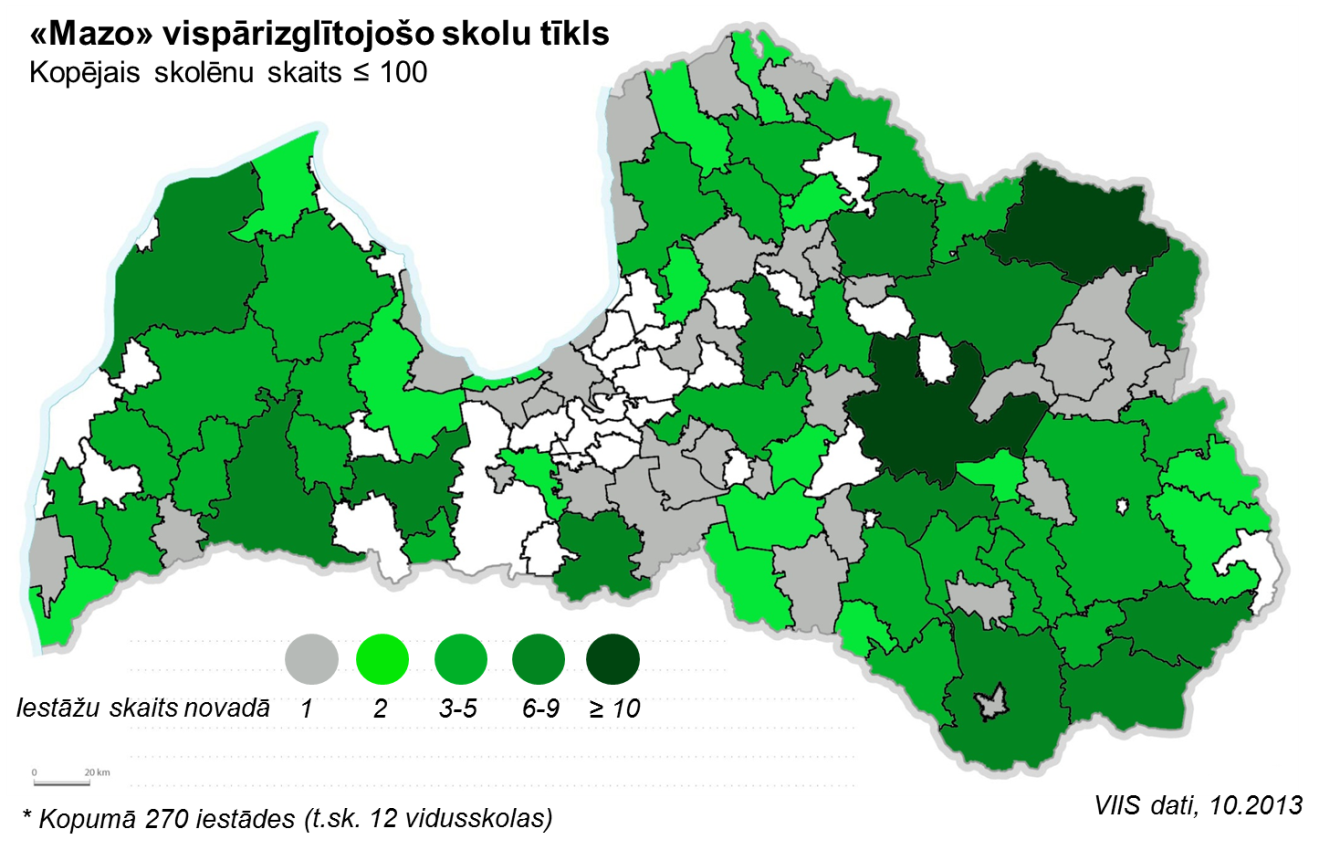 «Mazo» vispārizglītojošo skolu tīkls
Kopējais skolēnu skaits ≤ 100
Iestāžu skaits novadā 1 2 3-5 6-9 ≥ 10
0 20 km
* Kopumā 270 iestādes (t.sk. 12 vidusskolas)
VIIS dati, 10.2013